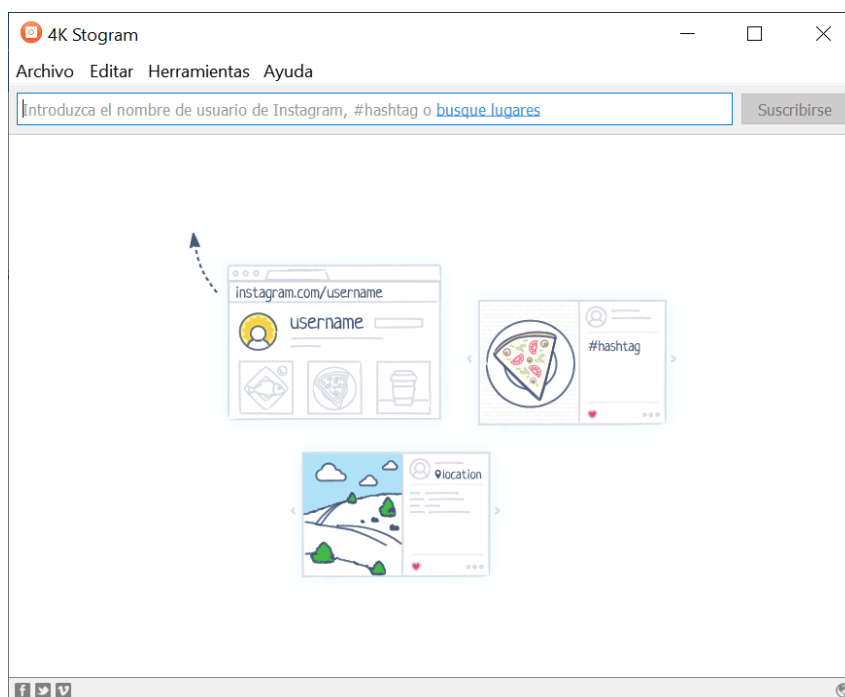 4K Stogram
Archivo Editar Herramientas Ayuda
Introduzca el nombre de usuario de Instagram, #hashtag o busque lugares
Suscribirse
instagram.com/username
username
#hashtag
location